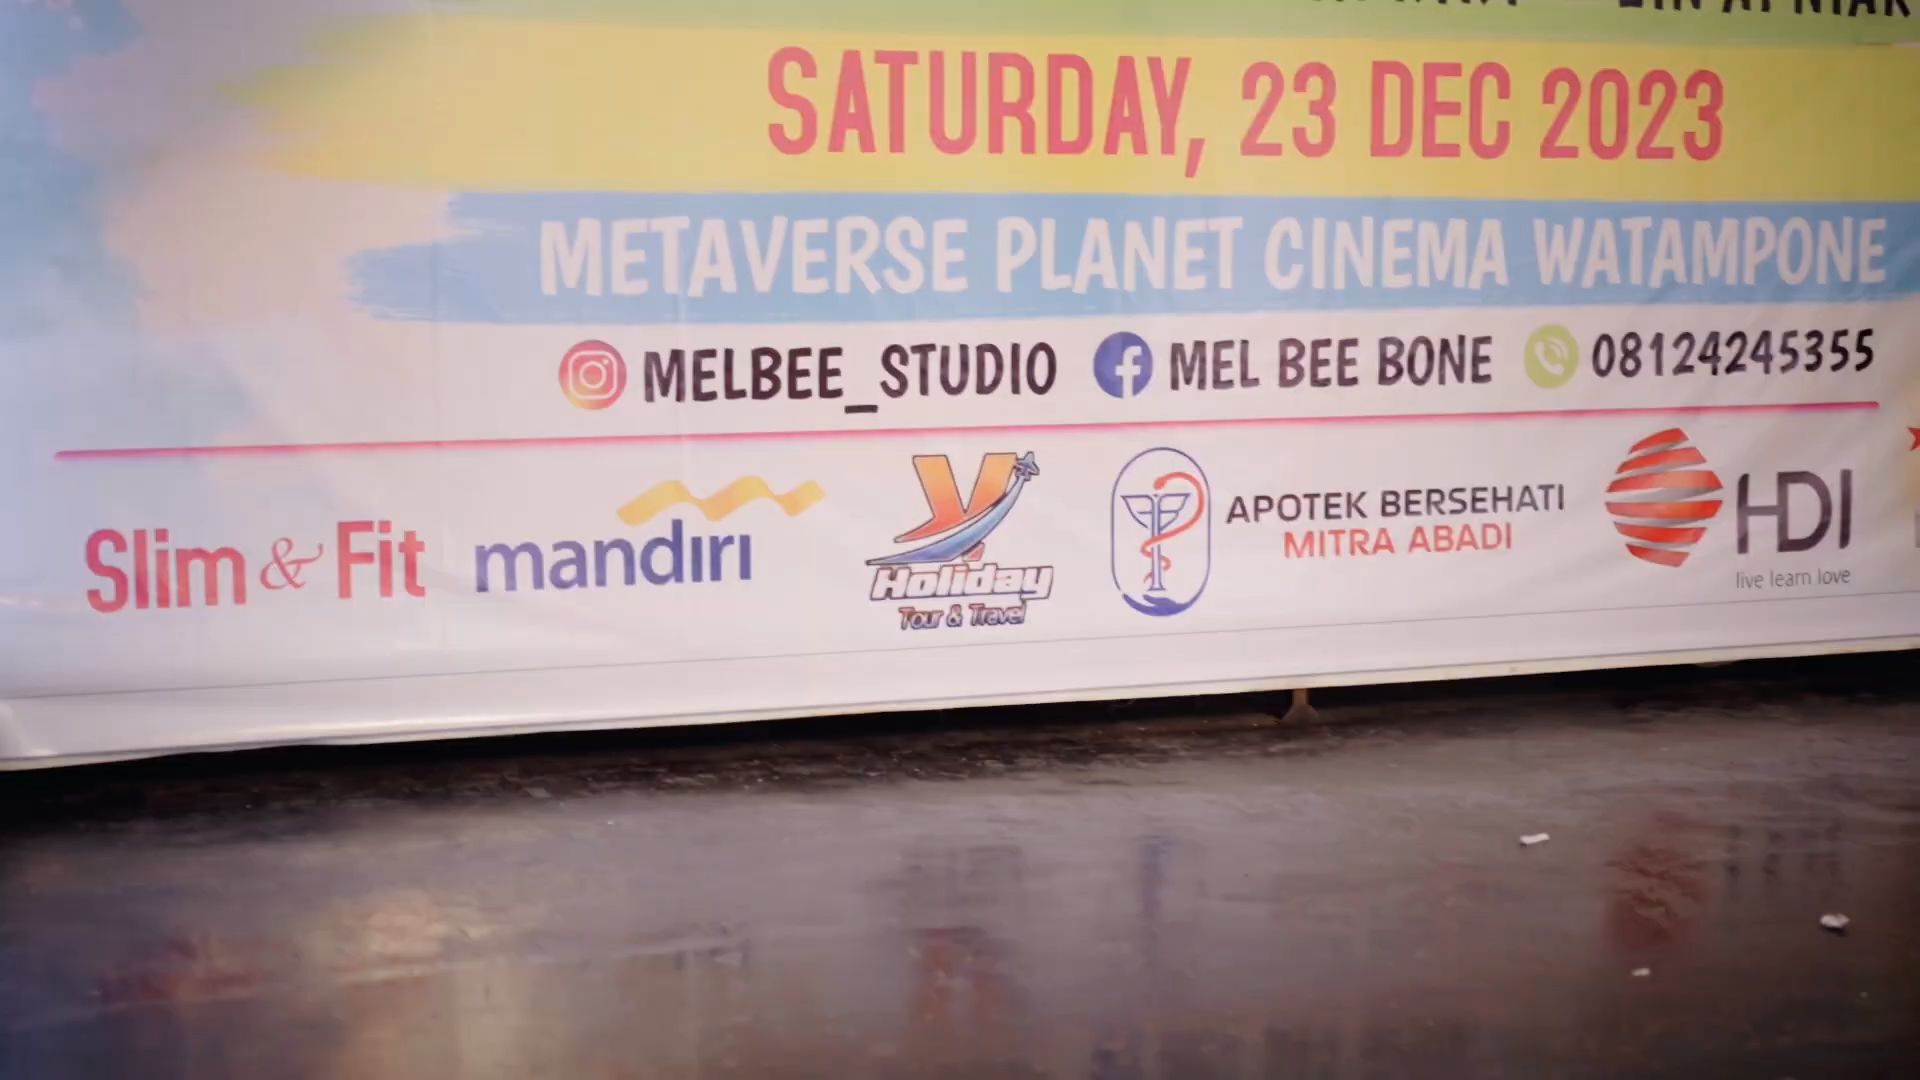 SATURDAY, 23 DEC 2023
METAVERSE PLANET CINEMA WATAMPONE
MELBEE_STUDIO MEL BEE BONE 08124245355
Slim & Fit
mandırı
Y
Holiday
Tour & Travel
APOTEK BERSEHATI
MITRA ABADI
HDI
live learn love